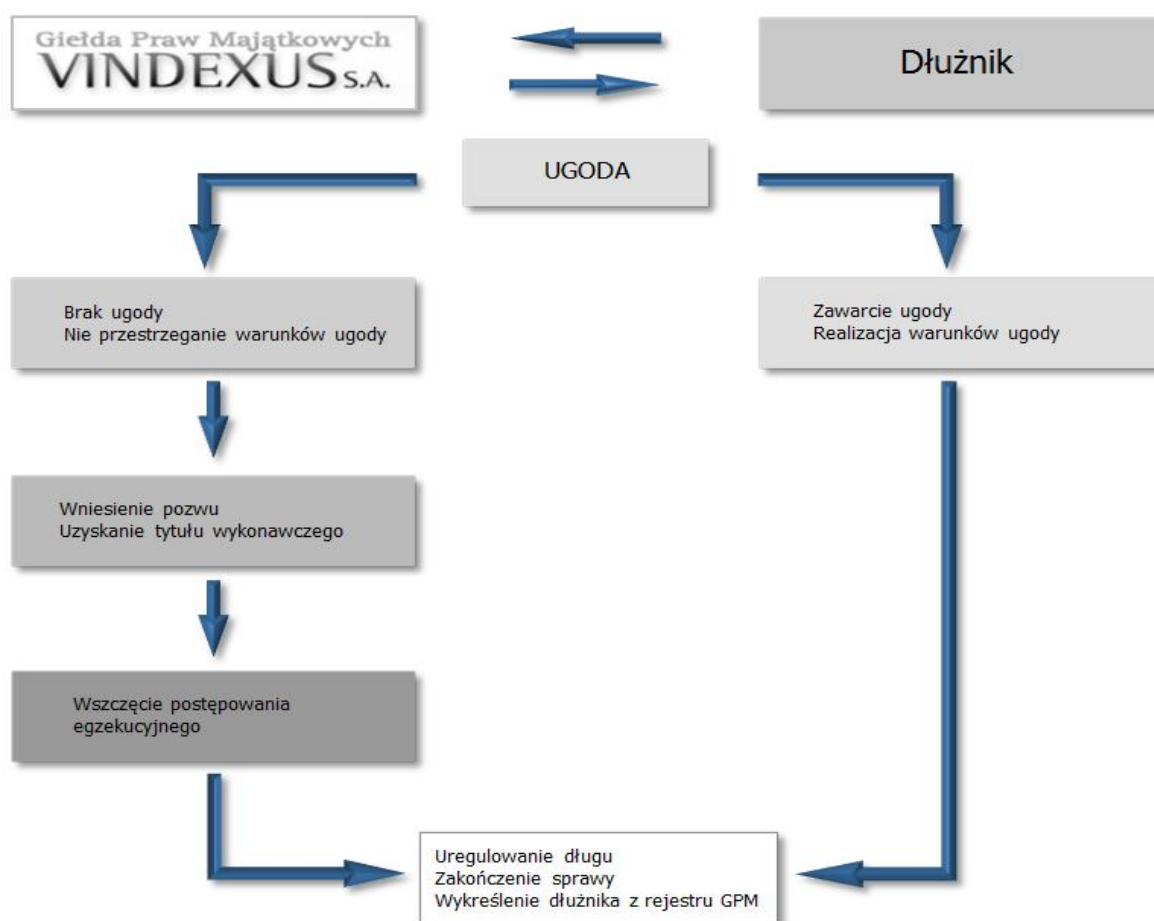 Giełda Praw Majątkowych
VINDEXUS S.A.
Dłużnik
UGODA
Brak ugody
Nie przestrzeganie warunków ugody
Zawarcie ugody
Realizacja warunków ugody
Wniesienie pozwu
Uzyskanie tytułu wykonawczego
Wszczęcie postępowania
egzekucyjnego
Uregulowanie długu
Zakończenie sprawy
Wykreślenie dłużnika z rejestru GPM